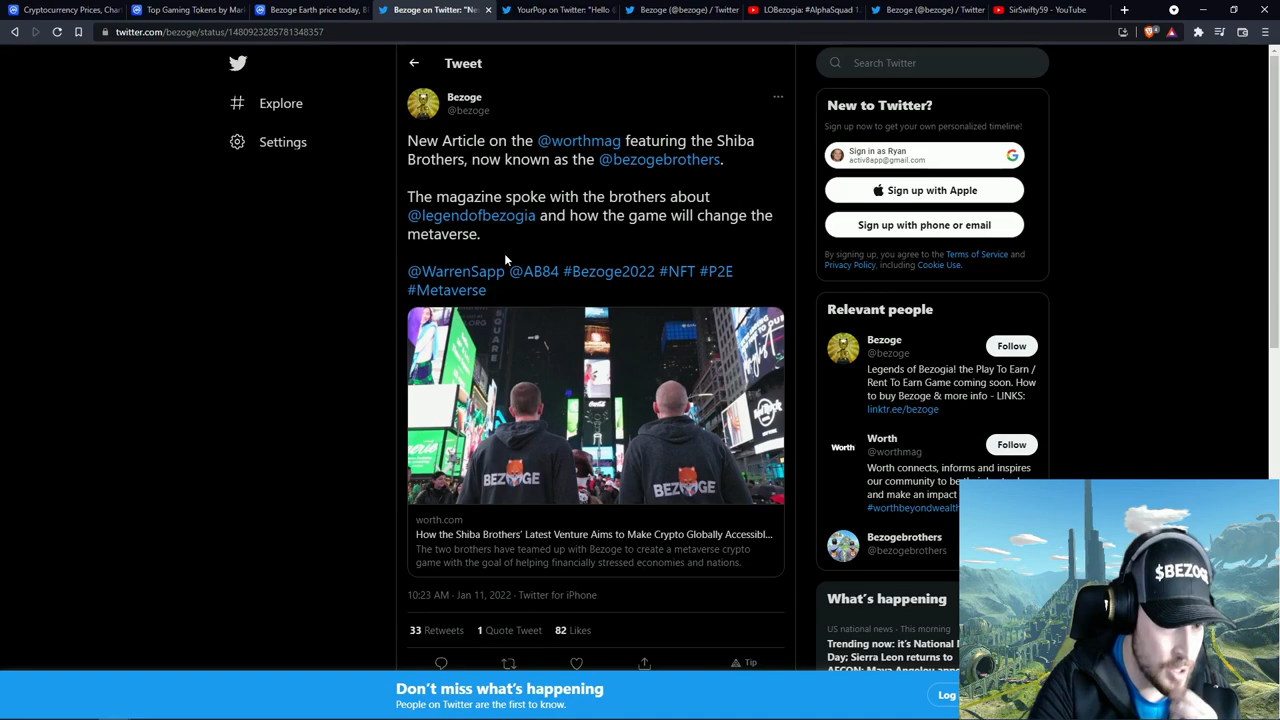 Cryptocurrency Prices, Chart
Top Gaming Tokens by Mark
Bezoge Earth price today, B
Bezoge on Twitter: "Ne
YourPop on Twitter: "Hello
Bezoge (@bezoge) / Twitter
LOBezogia: #AlphaSquad
Bezoge (@bezoge) / Twitter
SirSwifty59 - YouTube
twitter.com/bezoge/status/1480923285781348357
Explore
Settings
Tweet
Bezoge
@bezoge
New Article on the @worthmag featuring the Shiba
Brothers, now known as the @bezogebrothers.
The magazine spoke with the brothers about
@legendofbezogia and how the game will change the
metaverse.
@WarrenSapp @AB84 #Bezoge2022 #NFT #P2E
#Metaverse
BEZOGE
BEZOGE
worth.com
How the Shiba Brothers' Latest Venture Aims to Make Crypto Globally Accessibl...
The two brothers have teamed up with Bezoge to create a metaverse crypto
game with the goal of helping financially stressed economies and nations.
10:23 AM · Jan 11, 2022 · Twitter for iPhone
33 Retweets 1 Quote Tweet 82 Likes
Tip
Search Twitter
New to Twitter?
Sign up now to get your own personalized timeline!
Sign in as Ryan
activ8app@gmail.com
Sign up with Apple
Sign up with phone or email
By signing up, you agree to the Terms of Service and
Privacy Policy, including Cookie Use.
Relevant people
Bezoge
@bezoge
Follow
Legends of Bezogia! the Play To Earn /
Rent To Earn Game coming soon. How
to buy Bezoge & more info - LINKS:
linktr.ee/bezoge
Worth
Worth
@worthmag
Follow
Worth connects, informs and inspires
our community to be
and make an impact
#worthbeyondwealth
Bezogebrothers
@bezogebrothers
What's happening
US national news · This morning
Trending now: it's National
Day; Sierra Leon returns to
AFCON; Maya Angelou
$BEZOGE
Don't miss what's happening
People on Twitter are the first to know.
Log